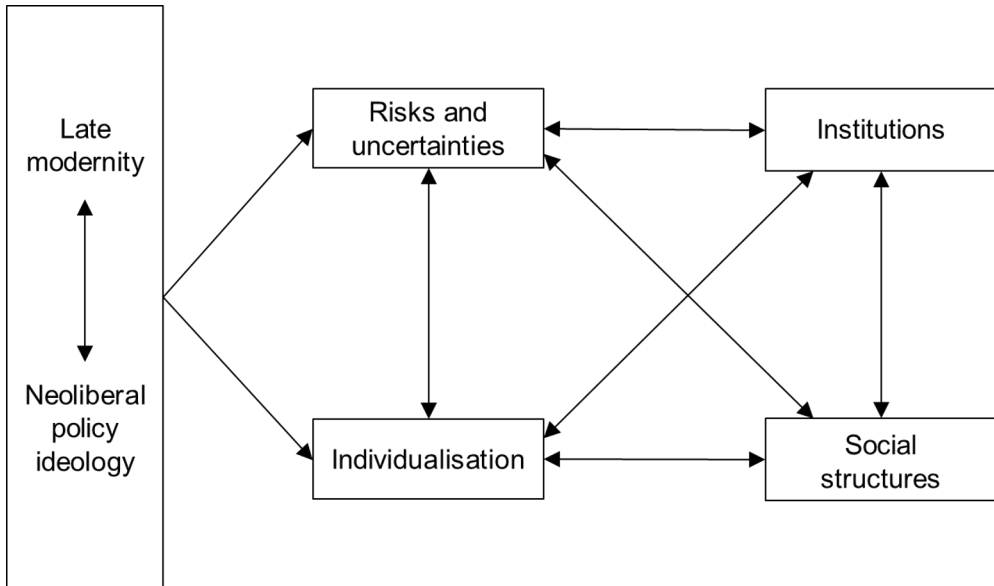 Late
modernity
Neoliberal
policy
ideology
Risks and
uncertainties
Individualisation
Institutions
Social
structures